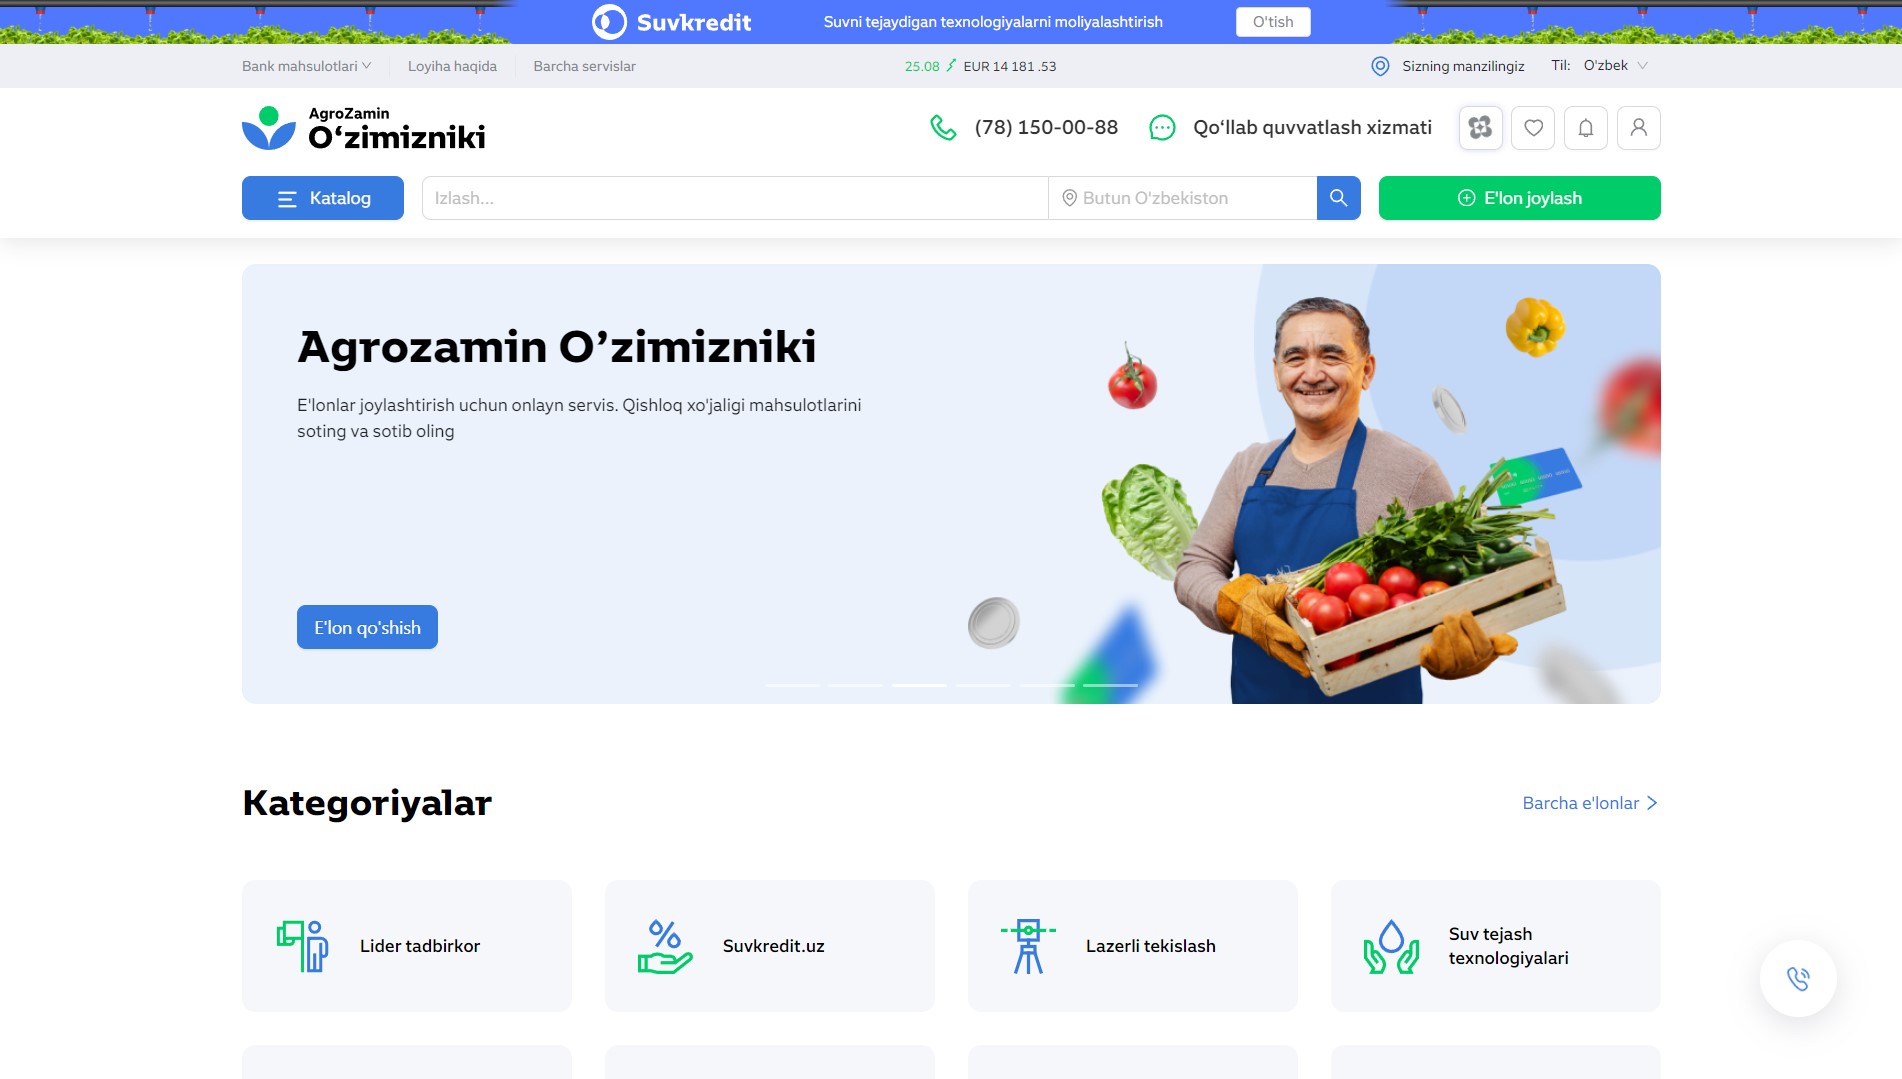 Suvkredit
Suvni tejaydigan texnologiyalarni moliyalashtirish
O'tish
Bank mahsulotlari
Loyiha haqida
Barcha servislar
25.08 EUR 14 181 .53
Sizning manzilingiz
Til: O'zbek
AgroZamin
O‘zimizniki
(78) 150-00-88
Qo‘llab quvvatlash xizmati
Katalog
Izlash...
Butun O'zbekiston
E'lon joylash
Agrozamin O’zimizniki
E'lonlar joylashtirish uchun onlayn servis. Qishloq xo'jaligi mahsulotlarini
soting va sotib oling
E'lon qo'shish
Kategoriyalar
Barcha e'lonlar
Lider tadbirkor
Suvkredit.uz
Lazerli tekislash
Suv tejash
texnologiyalari